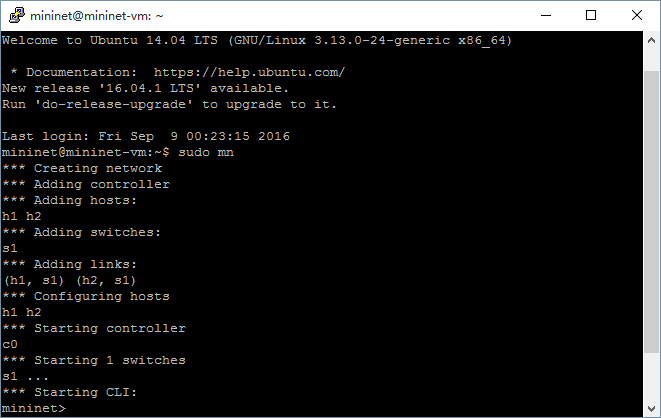 mininet@mininet-vm: ~
Welcome to Ubuntu 14.04 LTS (GNU/Linux 3.13.0-24-generic x86_64)
* Documentation:  https://help.ubuntu.com/
New release '16.04.1 LTS' available.
Run 'do-release-upgrade' to upgrade to it.
Last login: Fri Sep  9 00:23:15 2016
mininet@mininet-vm:~$ sudo mn
*** Creating network
*** Adding controller
*** Adding hosts:
h1 h2
*** Adding switches:
s1
*** Adding links:
(h1, s1) (h2, s1)
*** Configuring hosts
h1 h2
*** Starting controller
c0
*** Starting 1 switches
s1 ...
*** Starting CLI:
mininet>